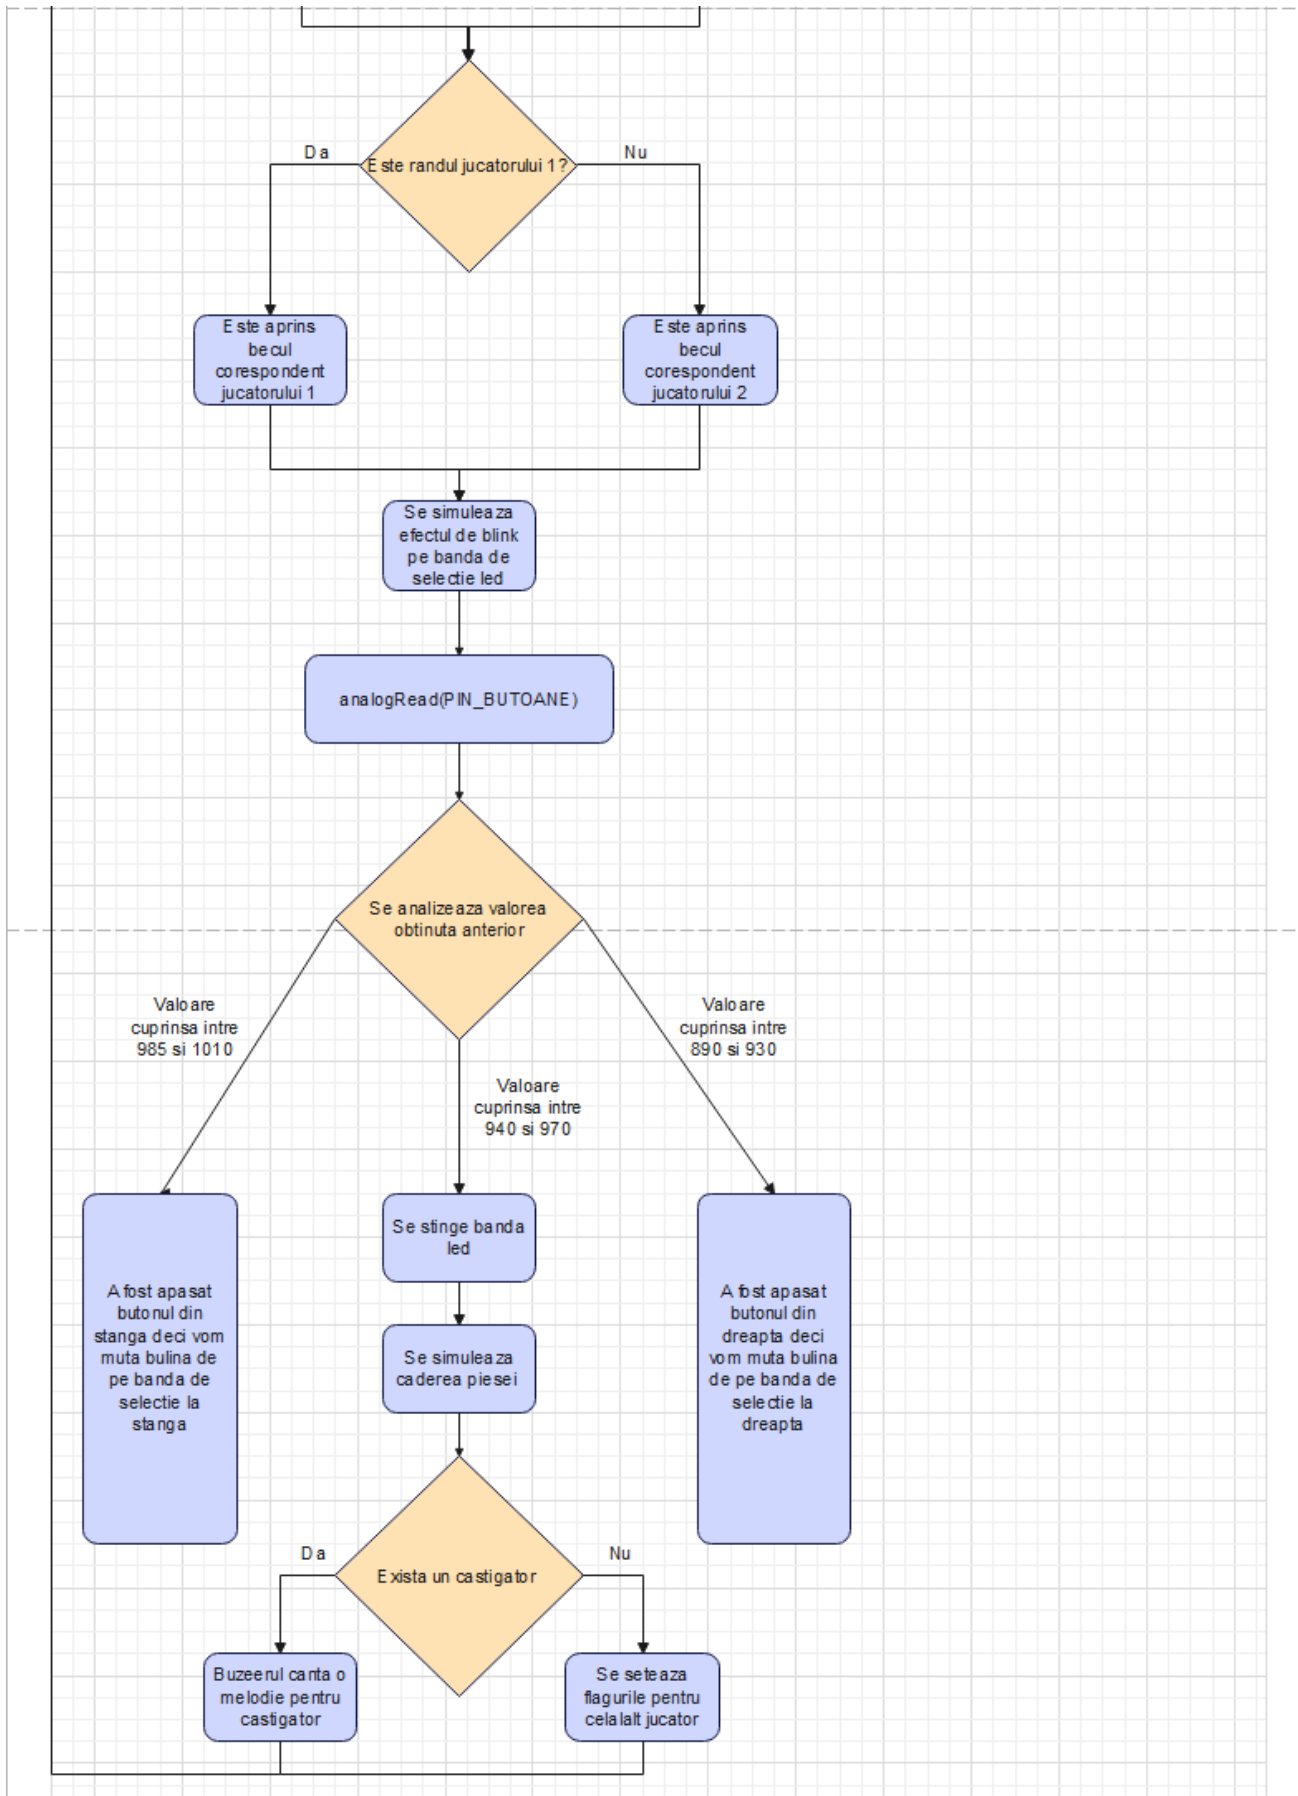 Da
Este randul jucatorului 1?
Nu
Este aprins
becul
corespondent
jucatorului 1
Este aprins
becul
corespondent
jucatorului 2
Se simuleaza
efectul de blink
pe banda de
selectie led
analogRead(PIN_BUTOANE)
Se analizeaza valorea
obtinuta anterior
Valoare
cuprinsa intre
985 si 1010
Valoare
cuprinsa intre
940 si 970
Valoare
cuprinsa intre
890 si 930
A fost apasat
butonul din
stanga deci vom
muta bulina de
pe banda de
selectie la
stanga
Se stinge banda
led
Se simuleaza
caderea piesei
A fost apasat
butonul din
dreapta deci
vom muta bulina
de pe banda de
selectie la
dreapta
Da
Exista un castigator
Nu
Buzeerul canta o
melodie pentru
castigator
Se seteaza
flagurile pentru
celalalt jucator